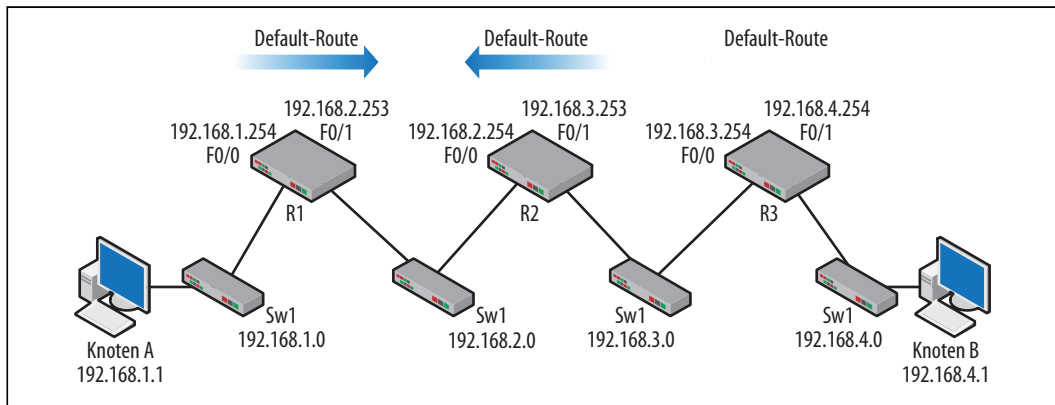 Default-Route
Default-Route
Default-Route
192.168.2.253
F0/1
192.168.1.254
F0/0
192.168.3.253
F0/1
192.168.2.254
F0/0
192.168.4.254
F0/1
192.168.3.254
F0/0
R1
R2
R3
Sw1
192.168.1.0
Sw1
192.168.2.0
Sw1
192.168.3.0
Sw1
192.168.4.0
Knoten A
192.168.1.1
Knoten B
192.168.4.1